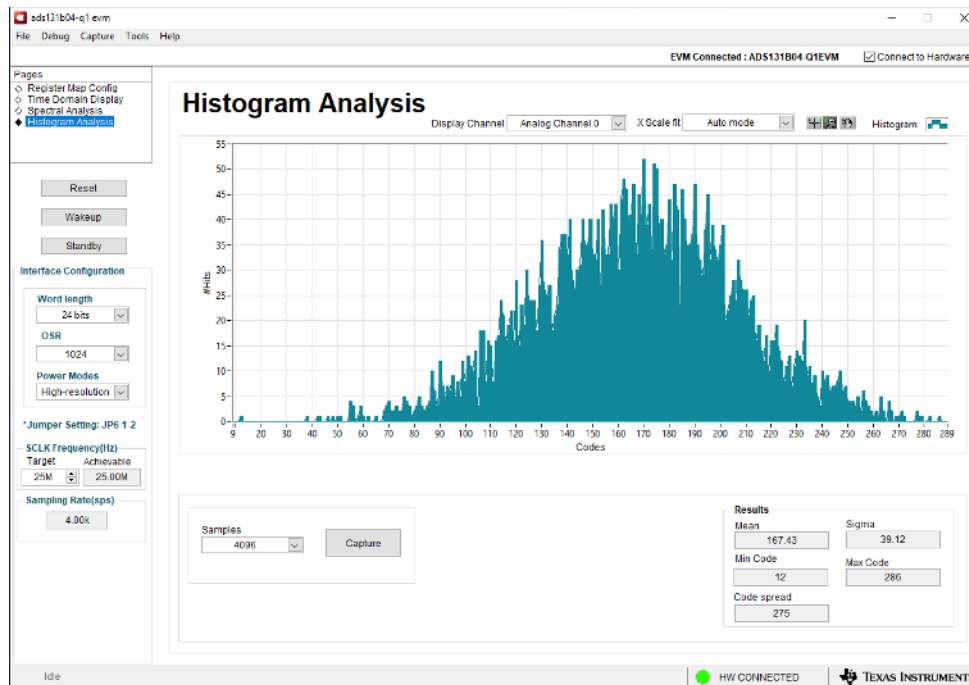 ads131b04-q1 evm
File Debug Capture Tools Help
EVM Connected : ADS131B04-Q1EVM Connect to Hardware
Pages
Register Map Config
Time Domain Display
Spectral Analysis
Histogram Analysis
Reset
Wakeup
Standby
Interface Configuration
Word length
24 bits
OSR
1024
Power Modes
High-resolution
*Jumper Setting: JP6 1-2
SCLK Frequency(Hz)
Target Achievable
25M 25.00M
Sampling Rate(sps)
4.00k
Histogram Analysis
Display Channel Analog Channel 0 X Scale fit Auto mode Histogram
55
50
45
40
35
30
25
20
15
10
5
0
#Hits
9 20 30 40 50 60 70 80 90 100 110 120 130 140 150 160 170 180 190 200 210 220 230 240 250 260 270 280 289
Codes
Samples
4096
Capture
Results
Mean Sigma
167.43 39.12
Min Code Max Code
12 286
Code spread
275
Idle HW CONNECTED TEXAS INSTRUMENTS